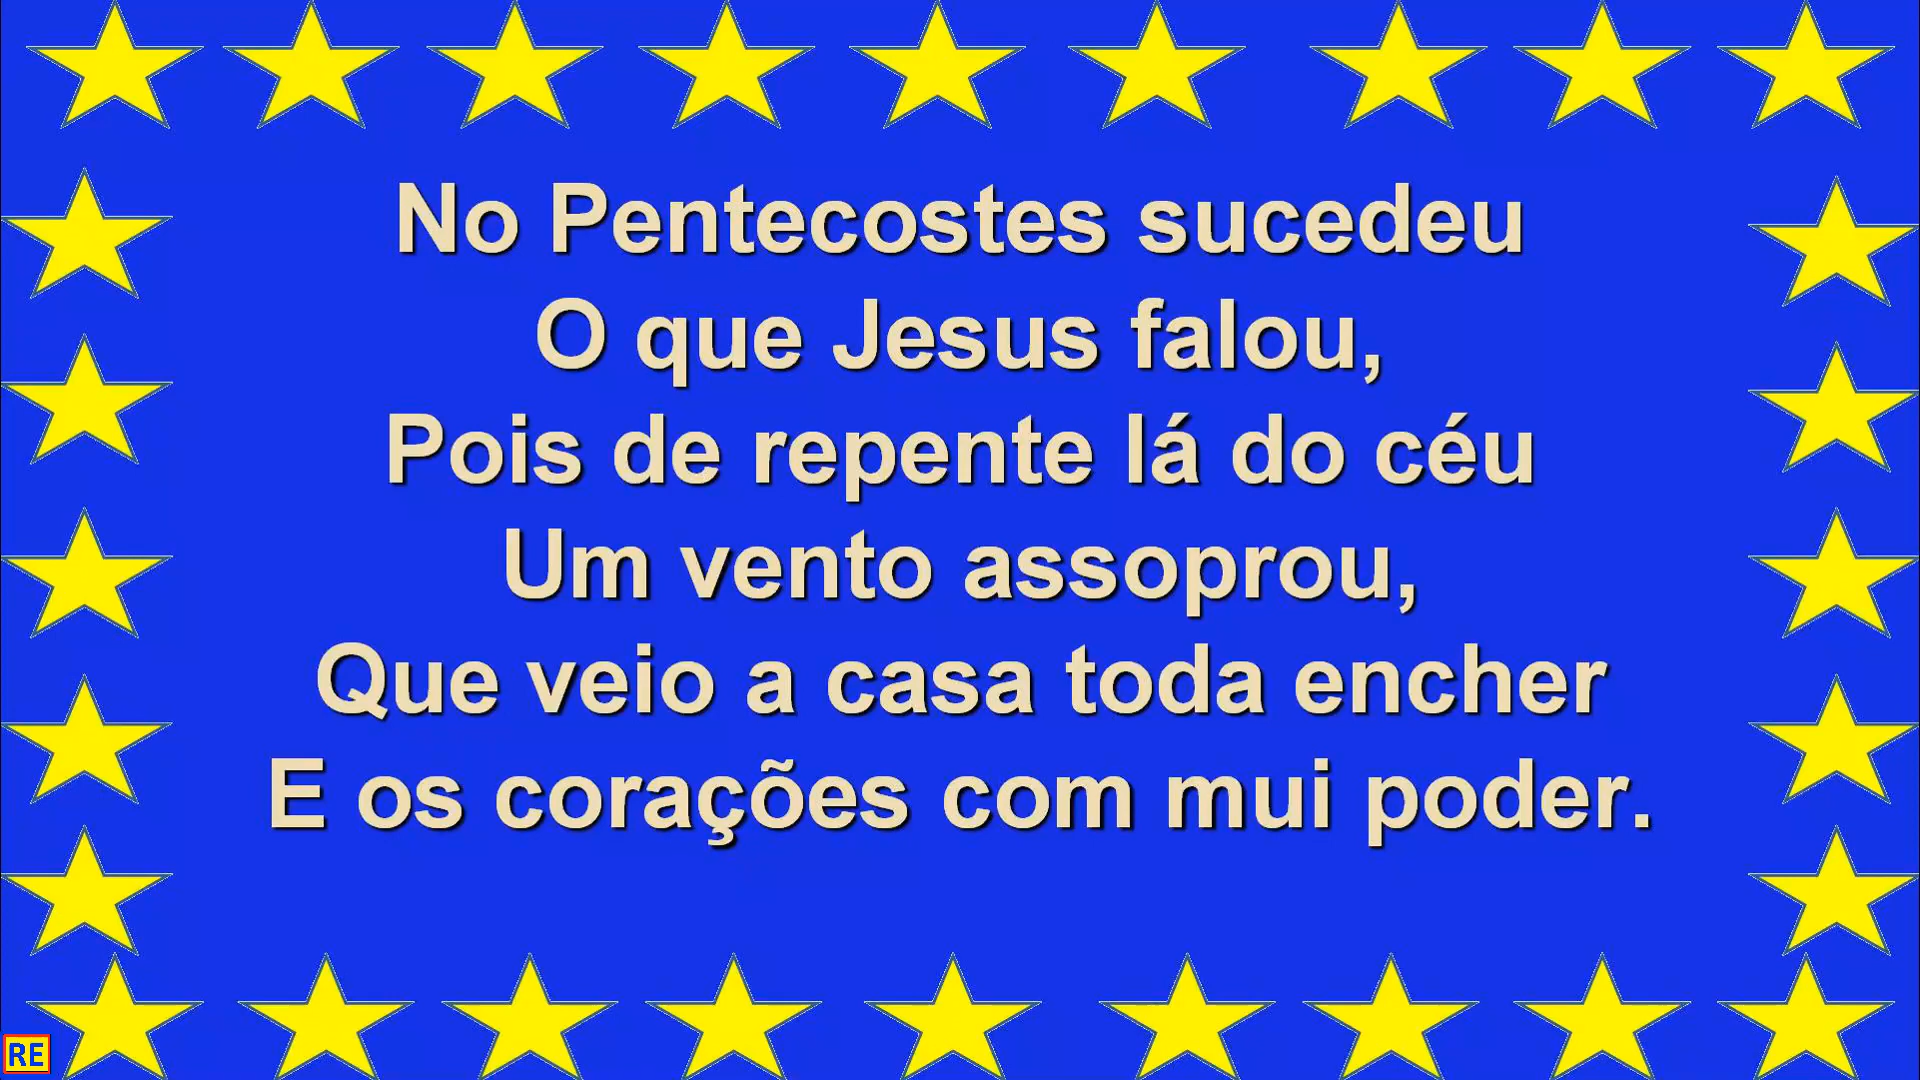 No Pentecostes sucedeu
O que Jesus falou,
Pois de repente lá do céu
Um vento assoprou,
Que veio a casa toda encher
E os corações com mui poder.
RE